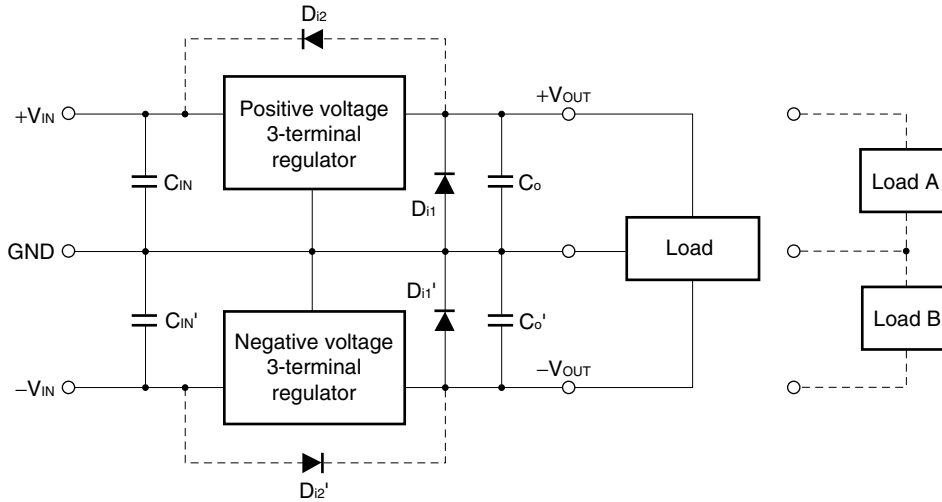 Di2
+VIN
Positive voltage
3-terminal
regulator
+VOUT
CIN
Di1
Co
Load A
GND
Load
CIN'
Di1'
Co'
Load B
Negative voltage
3-terminal
regulator
−VIN
−VOUT
Di2'